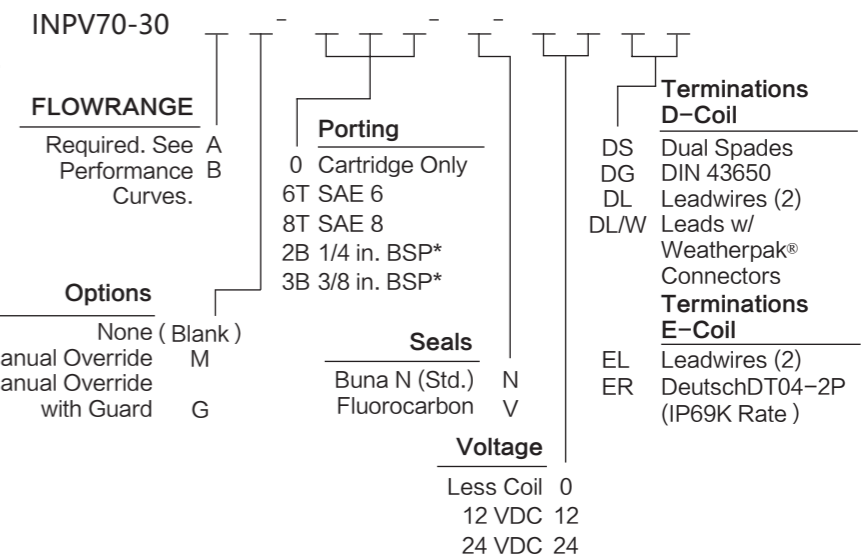 INPV70-30
FLOWRANGE
Required. See A
Performance B
Curves.
Options
None ( Blank )
anual Override M
anual Override
with Guard G
Porting
0 Cartridge Only
6T SAE 6
8T SAE 8
2B 1/4 in. BSP*
3B 3/8 in. BSP*
Seals
Buna N (Std.) N
Fluorocarbon V
Voltage
Less Coil 0
12 VDC 12
24 VDC 24
Terminations
D-Coil
DS Dual Spades
DG DIN 43650
DL Leadwires (2)
DL/W Leads w/
Weatherpak®
Connectors
Terminations
E-Coil
EL Leadwires (2)
ER DeutschDT04-2P
(IP69K Rate )